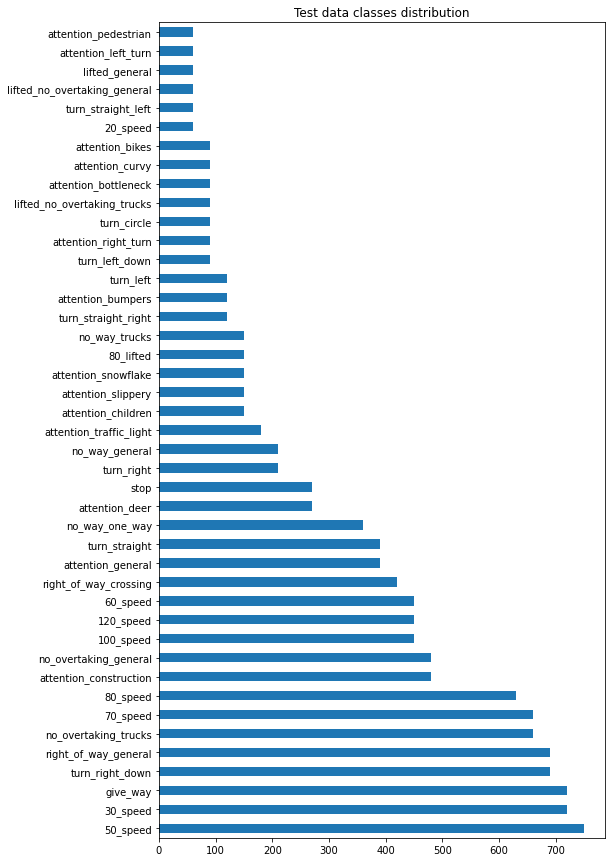 Test data classes distribution
attention_pedestrian
attention_left_turn
lifted_general
lifted_no_overtaking_general
turn_straight_left
20_speed
attention_bikes
attention_curvy
attention_bottleneck
lifted_no_overtaking_trucks
turn_circle
attention_right_turn
turn_left_down
turn_left
attention_bumpers
turn_straight_right
no_way_trucks
80_lifted
attention_snowflake
attention_slippery
attention_children
attention_traffic_light
no_way_general
turn_right
stop
attention_deer
no_way_one_way
turn_straight
attention_general
right_of_way_crossing
60_speed
120_speed
100_speed
no_overtaking_general
attention_construction
80_speed
70_speed
no_overtaking_trucks
right_of_way_general
turn_right_down
give_way
30_speed
50_speed
0 100 200 300 400 500 600 700